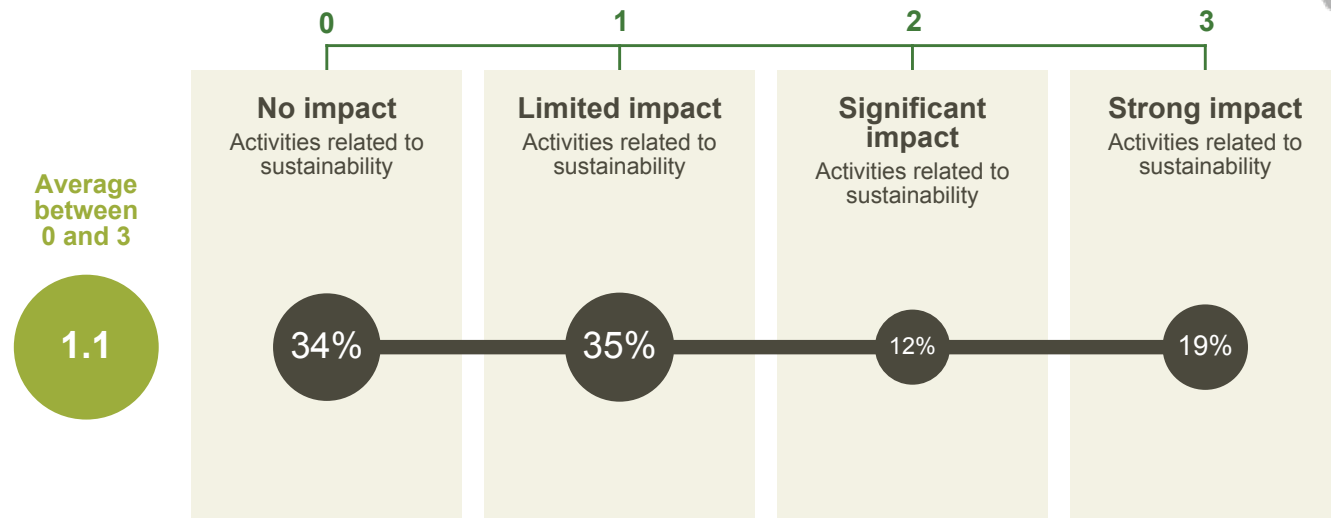 0
1
2
3
No impact
Activities related to
sustainability
Limited impact
Activities related to
sustainability
Significant
impact
Activities related to
sustainability
Strong impact
Activities related to
sustainability
Average
between
0 and 3
1.1
34%
35%
12%
19%